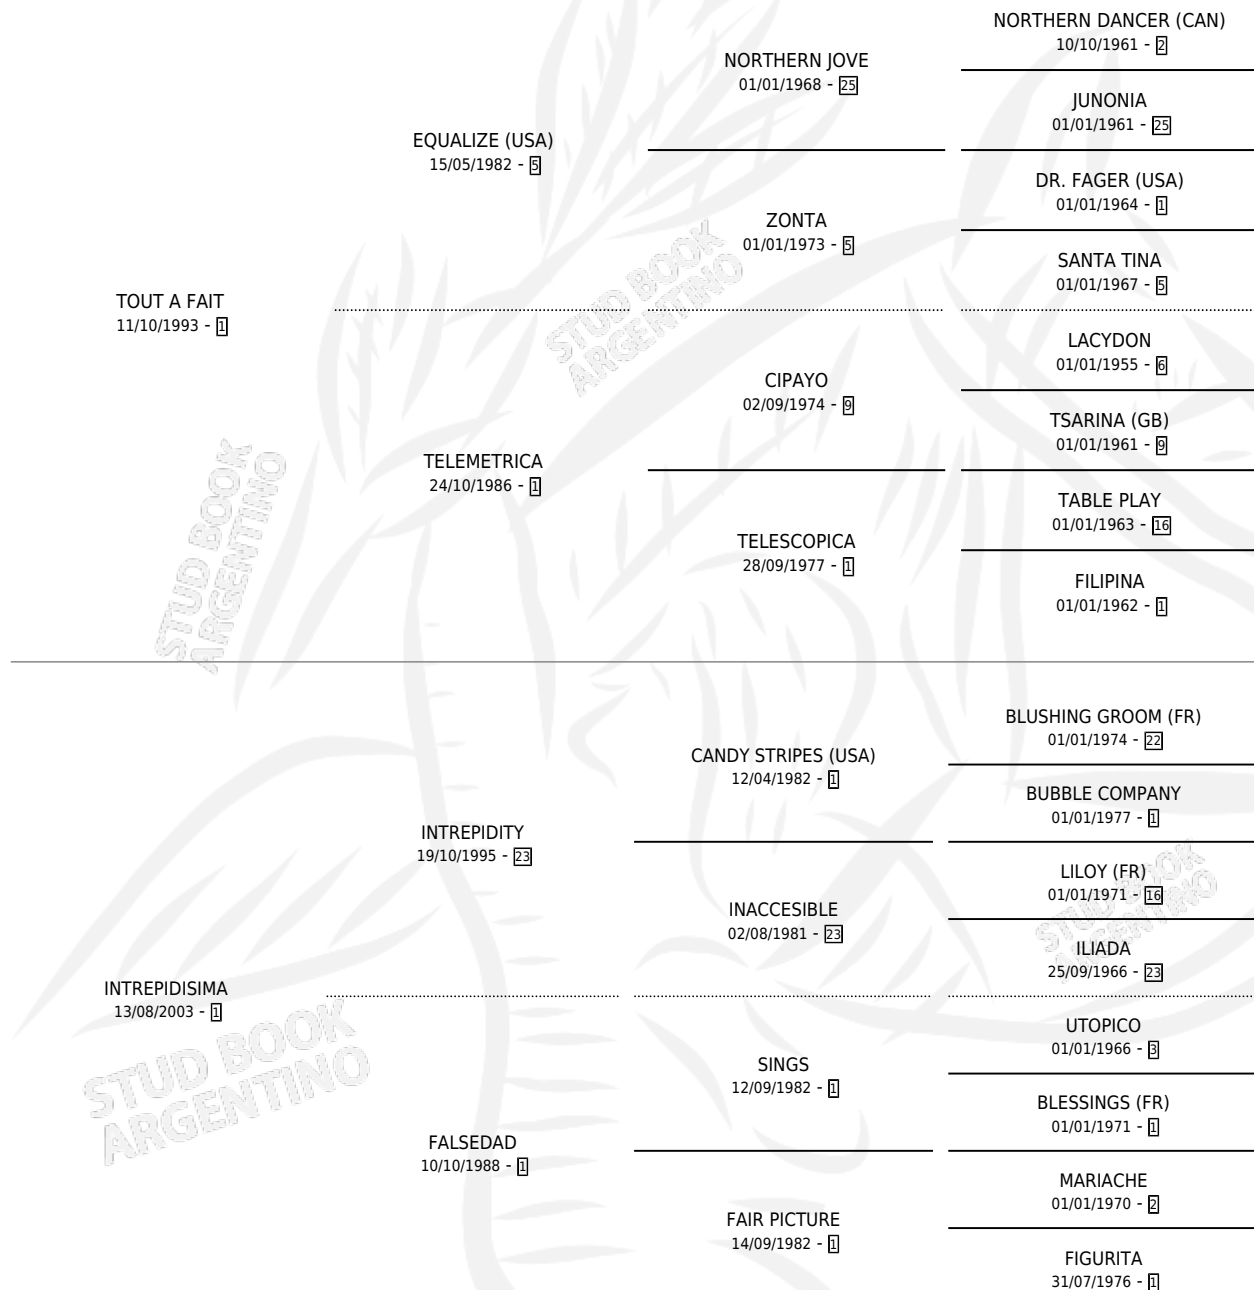 NORTHERN DANCER (CAN)
10/10/1961 - 2
NORTHERN JOVE
01/01/1968 - 25
JUNONIA
01/01/1961 - 25
EQUALIZE (USA)
15/05/1982 - 5
DR. FAGER (USA)
01/01/1964 - 1
ZONTA
01/01/1973 - 5
SANTA TINA
01/01/1967 - 5
TOUT A FAIT
11/10/1993 - 1
LACYDON
01/01/1955 - 6
CIPAYO
02/09/1974 - 9
TSARINA (GB)
01/01/1961 - 9
TELEMETRICA
24/10/1986 - 1
TABLE PLAY
01/01/1963 - 16
TELESCOPICA
28/09/1977 - 1
FILIPINA
01/01/1962 - 1
BLUSHING GROOM (FR)
01/01/1974 - 22
CANDY STRIPES (USA)
12/04/1982 - 1
BUBBLE COMPANY
01/01/1977 - 1
INTREPIDITY
19/10/1995 - 23
LILOY (FR)
01/01/1971 - 16
INACCESIBLE
02/08/1981 - 23
ILIADA
25/09/1966 - 23
INTREPIDISIMA
13/08/2003 - 1
UTOPICO
01/01/1966 - 3
SINGS
12/09/1982 - 1
BLESSINGS (FR)
01/01/1971 - 1
FALSEDAD
10/10/1988 - 1
MARIACHE
01/01/1970 - 2
FAIR PICTURE
14/09/1982 - 1
FIGURITA
31/07/1976 - 1
STUD BOOK
ARGENTINO
STUD BOOK
ARGENTINO
STUD BOOK
ARGENTINO
STUD BOOK
ARGENTINO